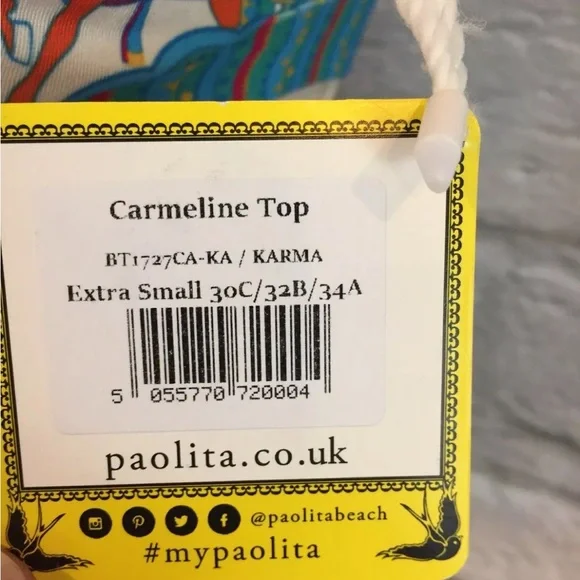 Carmeline Top
BT1727CA-KA / KARMA
Extra Small 30C/32B/34A
5 055770 720004
paolita.co.uk
@paolitabeach
#mypaolita